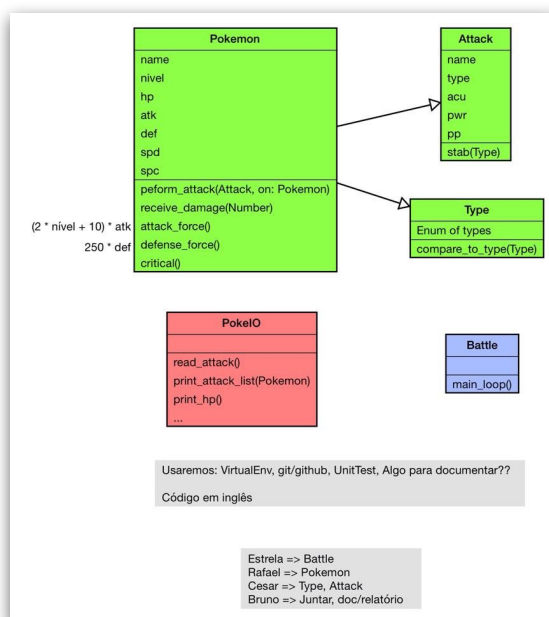 Pokemon
name
nivel
hp
atk
def
spd
spc
peform_attack(Attack, on: Pokemon)
receive_damage(Number)
(2 * nível + 10) * atk
attack_force()
250 * def
defense_force()
critical()
Attack
name
type
acu
pwr
pp
stab(Type)
Type
Enum of types
compare_to_type(Type)
PokeIO
read_attack()
print_attack_list(Pokemon)
print_hp()
...
Battle
main_loop()
Usaremos: VirtualEnv, git/github, UnitTest, Algo para documentar??
Código em inglês
Estrela => Battle
Rafael => Pokemon
Cesar => Type, Attack
Bruno => Juntar, doc/relatório